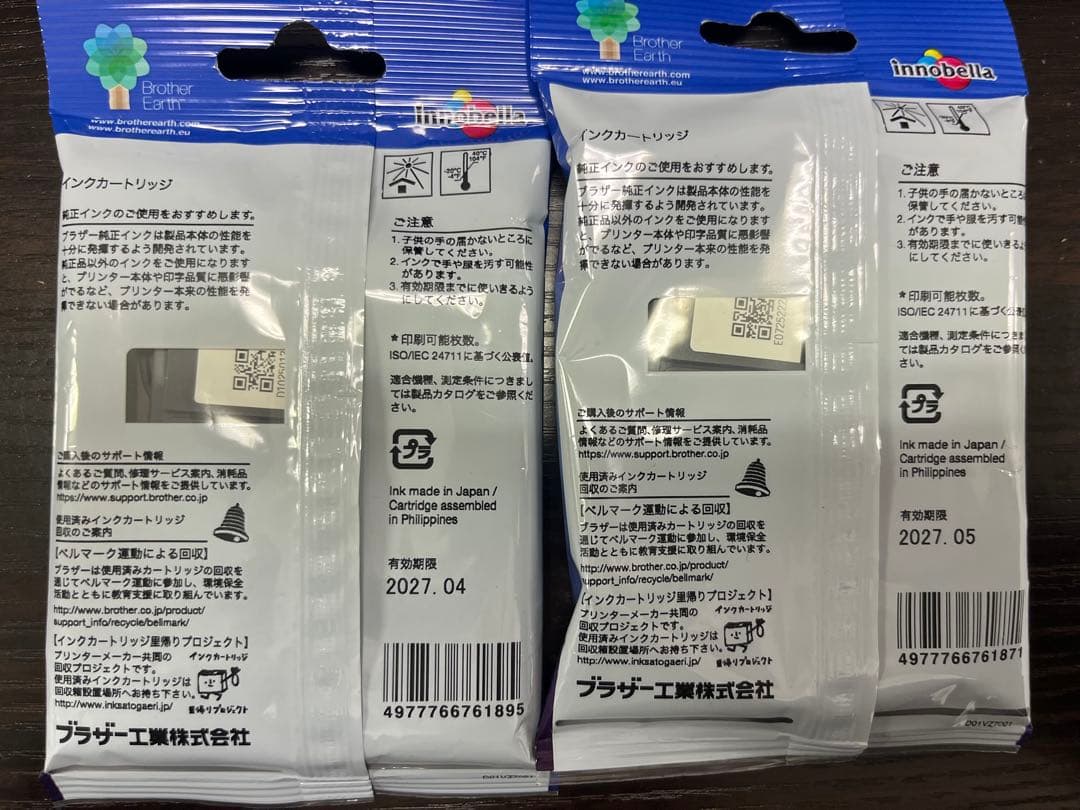 Brother
Earth
www.brotherearth.com
www.brotherearth.eu
インクカートリッジ
純正インクのご使用をおすすめします。
ブラザー純正インクは製品本体の性能を
十分に発揮するよう開発されています。
純正品以外のインクをご使用になります
と、プリンター本体や印字品質に悪影響
がでるなど、プリンター本来の性能を発
揮できない場合があります。
ご購入後のサポート情報
よくあるご質問、修理サービス案内、消耗品
情報などのサポート情報をご提供しています。
https://www.support.brother.co.jp
使用済みインクカートリッジ
回収のご案内
【ベルマーク運動による回収】
ブラザーは使用済みカートリッジの回収を
通じてベルマーク運動に参加し、環境保全
活動とともに教育支援に取り組んでいます。
http://www.brother.co.jp/product/
support_info/recycle/bellmark/
【インクカートリッジ里帰りプロジェクト】
プリンターメーカー共同の
回収プロジェクトです。
使用済みインクカートリッジは
回収箱設置場所へお持ち下さい。
http://www.inksatogaeri.jp/
インクカートリッジ
里帰りプロジェクト
ブラザー工業株式会社
innobella
40°C
104°F
ご注意
1. 子供の手の届かないところに
保管してください。
2. インクで手や服を汚す可能性
があります。
3. 有効期限までに使いきるよう
にしてください。
*印刷可能枚数。
ISO/IEC 24711に基づく公表値
適合機種、測定条件につきまし
ては製品カタログをご参照くだ
さい。
プラ
Ink made in Japan /
Cartridge assembled
in Philippines
有効期限
2027. 04
4977766761895
Brother
Earth
www.brotherearth.com
www.brotherearth.eu
インクカートリッジ
純正インクのご使用をおすすめします。
ブラザー純正インクは製品本体の性能を
十分に発揮するよう開発されています。
純正品以外のインクをご使用になります
と、プリンター本体や印字品質に悪影響
がでるなど、プリンター本来の性能を発
揮できない場合があります。
E0725222
ご購入後のサポート情報
よくあるご質問、修理サービス案内、消耗品
情報などのサポート情報をご提供しています。
https://www.support.brother.co.jp
使用済みインクカートリッジ
回収のご案内
【ベルマーク運動による回収】
ブラザーは使用済みカートリッジの回収を
通じてベルマーク運動に参加し、環境保全
活動とともに教育支援に取り組んでいます。
http://www.brother.co.jp/product/
support_info/recycle/bellmark/
【インクカートリッジ里帰りプロジェクト】
プリンターメーカー共同の
回収プロジェクトです。
使用済みインクカートリッジは
回収箱設置場所へお持ち下さい。
http://www.inksatogaeri.jp/
インクカートリッジ
里帰りプロジェクト
ブラザー工業株式会社
innobella
ご注意
1. 子供の手の届かないところ
保管してください。
2. インクで手や服を汚す可能
があります。
3. 有効期限までに使いきる
にしてください。
*印刷可能枚数。
ISO/IEC 24711に基づく公表
適合機種、測定条件につきま
ては製品カタログをご参照
さい。
プラ
Ink made in Japan /
Cartridge assembled
in Philippines
有効期限
2027. 05
4977766761871